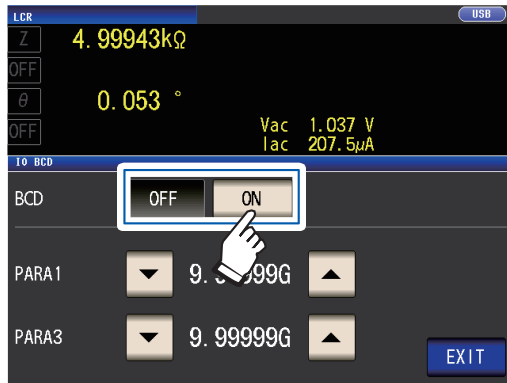 LCR USB
Z 4.99943kΩ
OFF
θ 0.053 °
OFF
Vac 1.037 V
Iac 207.5μA
IO BCD
BCD OFF ON
PARA1
PARA3 9.99999G
EXIT